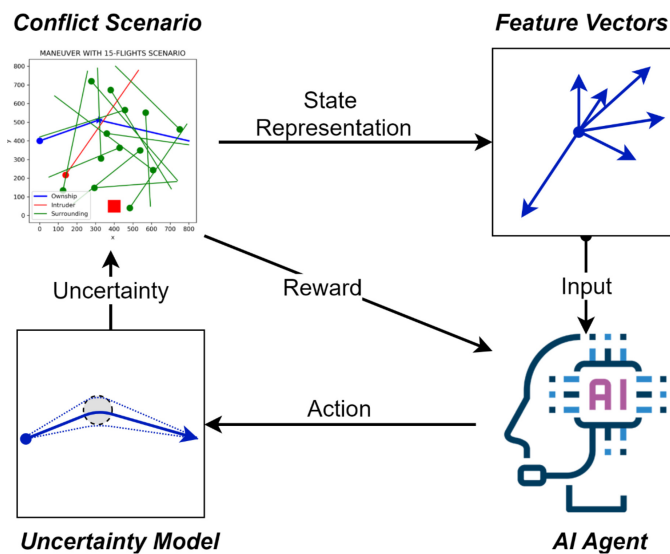 Conflict Scenario
Feature Vectors
MANEUVER WITH 15-FLIGHTS SCENARIO
800
700
600
500
400
300
200
100
0
y
Ownship
Intruder
Surrounding
0 100 200 300 400 500 600 700 800
x
State
Representation
Uncertainty
Reward
Input
Action
AI
Uncertainty Model
AI Agent